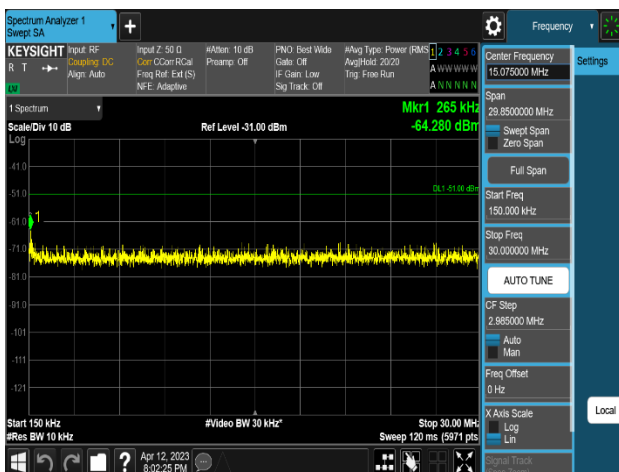 Spectrum Analyzer 1
Swept SA
+
Frequency
KEYSIGHT
R T
Input: RF
Coupling: DC
Align: Auto
Input Z: 50 Ω
Corr CCorr RCal
Freq Ref: Ext (S)
NFE: Adaptive
#Atten: 10 dB
Preamp: Off
PNO: Best Wide
Gate: Off
IF Gain: Low
Sig Track: Off
#Avg Type: Power (RMS
Avg|Hold: 20/20
Trig: Free Run
1 2 3 4 5 6
A W W W W W
A N N N N N
1 Spectrum
Scale/Div 10 dB
Log
Ref Level -31.00 dBm
Mkr1 265 kHz
-64.280 dBm
DL1 -51.00 dBm
1
-41.0
-51.0
-61.0
-71.0
-81.0
-91.0
-101
-111
-121
Start 150 kHz
#Res BW 10 kHz
#Video BW 30 kHz*
Stop 30.00 MHz
Sweep 120 ms (5971 pts
Apr 12, 2023
8:02:25 PM
?
Center Frequency
15.075000 MHz
Span
29.8500000 MHz
Swept Span
Zero Span
Full Span
Start Freq
150.000 kHz
Stop Freq
30.000000 MHz
AUTO TUNE
CF Step
2.985000 MHz
Auto
Man
Freq Offset
0 Hz
X Axis Scale
Log
Lin
Signal Track
Settings
Local